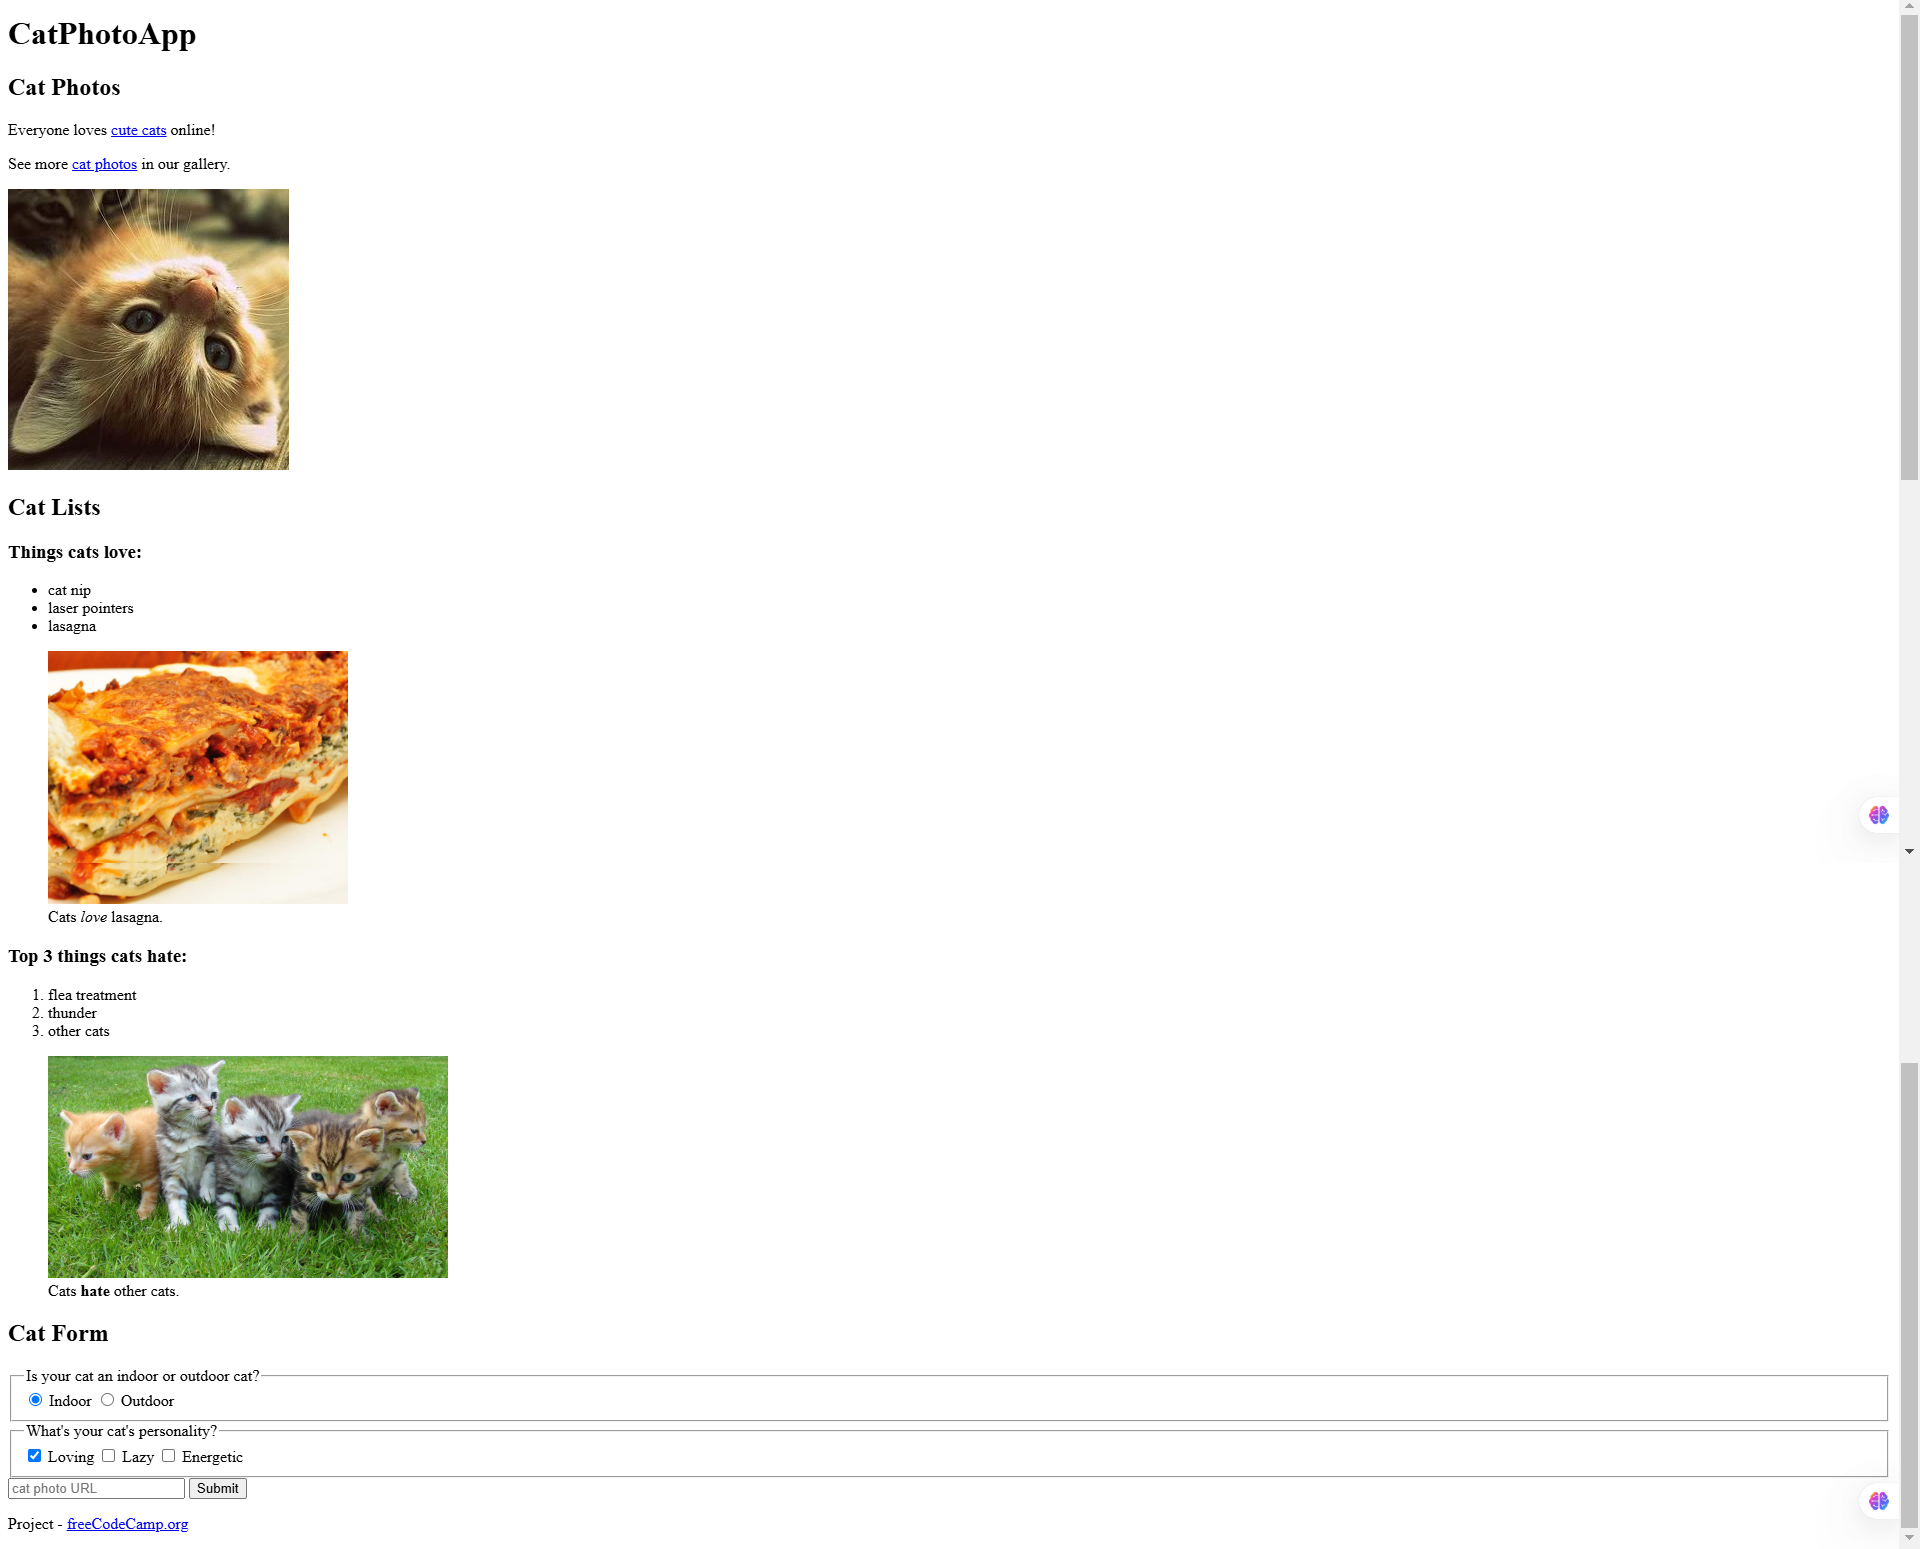 CatPhotoApp
Cat Photos
Everyone loves cute cats online!
See more cat photos in our gallery.
Cat Lists
Things cats love:
• cat nip
• laser pointers
• lasagna
Cats love lasagna.
Top 3 things cats hate:
1. flea treatment
2. thunder
3. other cats
Cats hate other cats.
Cat Form
Is your cat an indoor or outdoor cat?
Indoor Outdoor
What's your cat's personality?
Loving Lazy Energetic
cat photo URL Submit
Project - freeCodeCamp.org